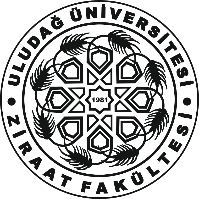 ULUDAĞ ÜNİVERSİTESİ
1981
ZİRAAT FAKÜLTESİ